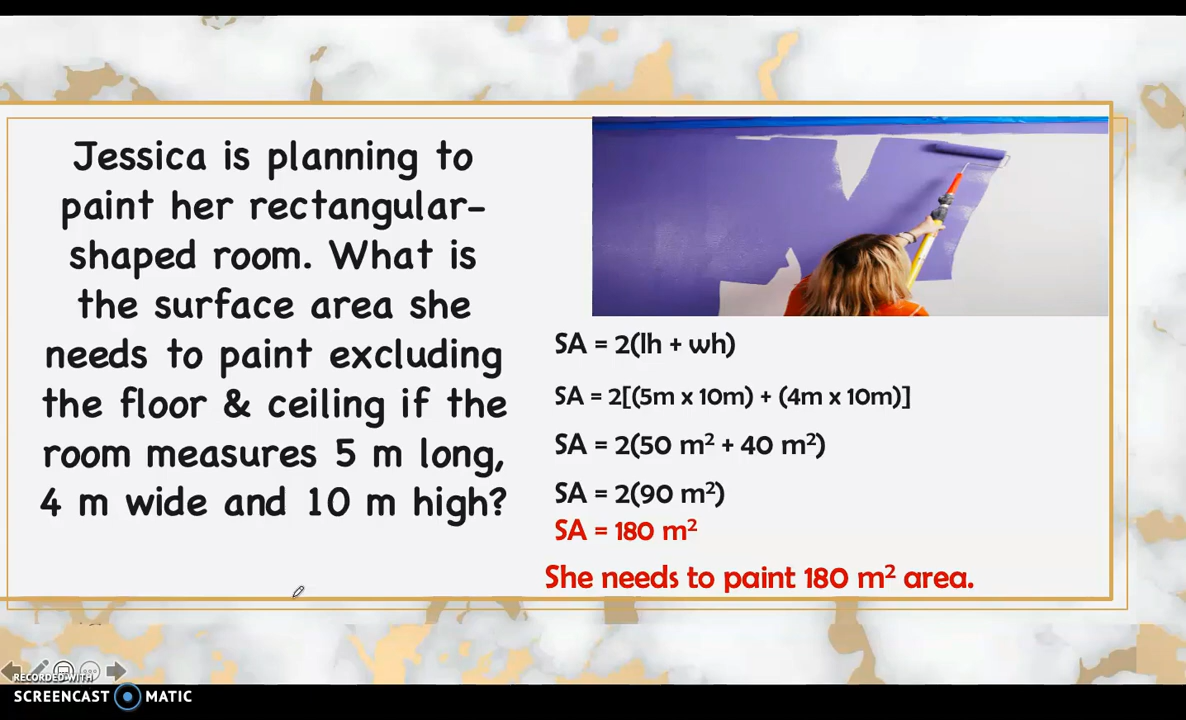 Jessica is planning to
paint her rectangular-
shaped room. What is
the surface area she
needs to paint excluding
the floor & ceiling if the
room measures 5 m long,
4 m wide and 10 m high?
SA = 2(lh + wh)
SA = 2[(5m x 10m) + (4m x 10m)]
SA = 2(50 m² + 40 m²)
SA = 2(90 m²)
SA = 180 m²
She needs to paint 180 m² area.
RECORDED WITH
SCREENCAST MATIC